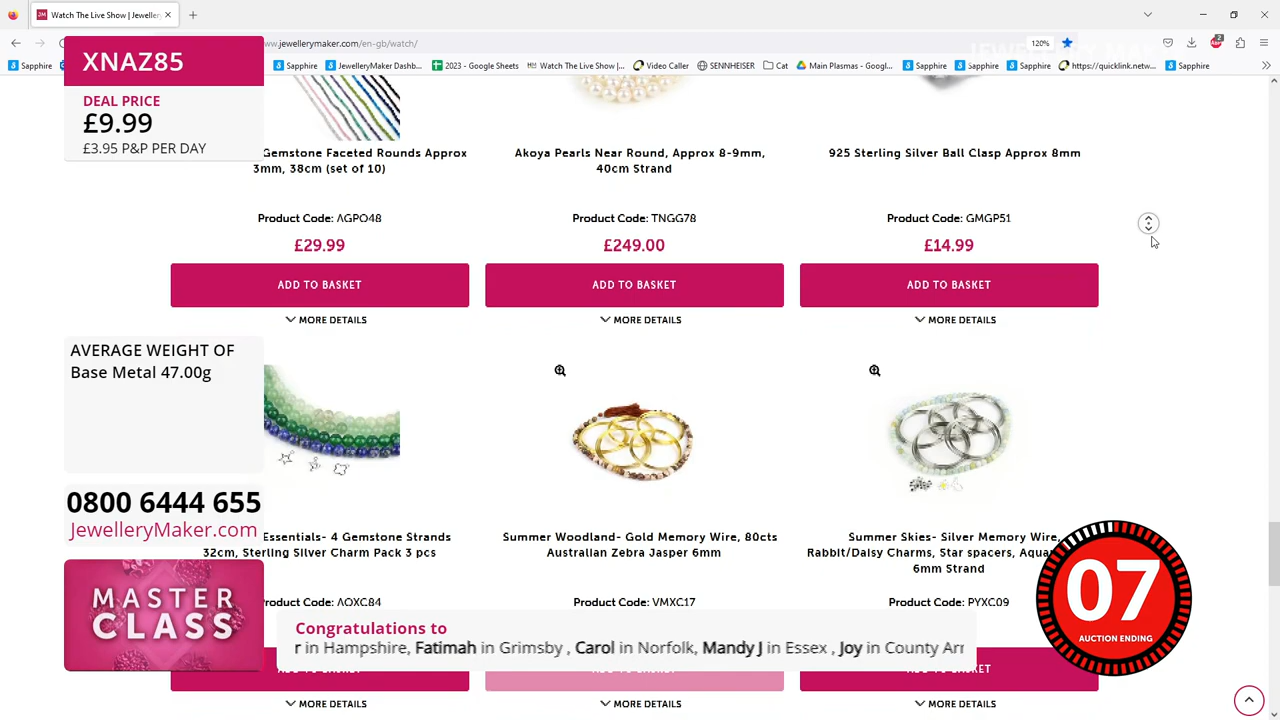 Watch The Live Show | Jeweller
XNAZ85
DEAL PRICE
£9.99
£3.95 P&P PER DAY
ww.jewellerymaker.com/en-gb/watch/
120%
Sapphire
JewelleryMaker Dashb...
2023 - Google Sheets
Watch The Live Show |...
Video Caller
SENNHEISER
Cat
Main Plasmas - Googl...
Sapphire
Sapphire
Sapphire
https://quicklink.netw...
Sapphire
Gemstone Faceted Rounds Approx
3mm, 38cm (set of 10)
Product Code: AGPO48
£29.99
ADD TO BASKET
MORE DETAILS
Akoya Pearls Near Round, Approx 8-9mm,
40cm Strand
Product Code: TNGG78
£249.00
ADD TO BASKET
MORE DETAILS
925 Sterling Silver Ball Clasp Approx 8mm
Product Code: GMGP51
£14.99
ADD TO BASKET
MORE DETAILS
AVERAGE WEIGHT OF
Base Metal 47.00g
0800 6444 655
JewelleryMaker.com
MASTER
CLASS
Essentials- 4 Gemstone Strands
32cm, Sterling Silver Charm Pack 3 pcs
Product Code: AOXC84
MORE DETAILS
Summer Woodland- Gold Memory Wire, 80cts
Australian Zebra Jasper 6mm
Product Code: VMXC17
MORE DETAILS
Summer Skies- Silver Memory Wire,
Rabbit/Daisy Charms, Star spacers, Aqua
6mm Strand
Product Code: PYXC09
MORE DETAILS
Congratulations to
r in Hampshire, Fatimah in Grimsby , Carol in Norfolk, Mandy J in Essex , Joy in County Arr
07
AUCTION ENDING